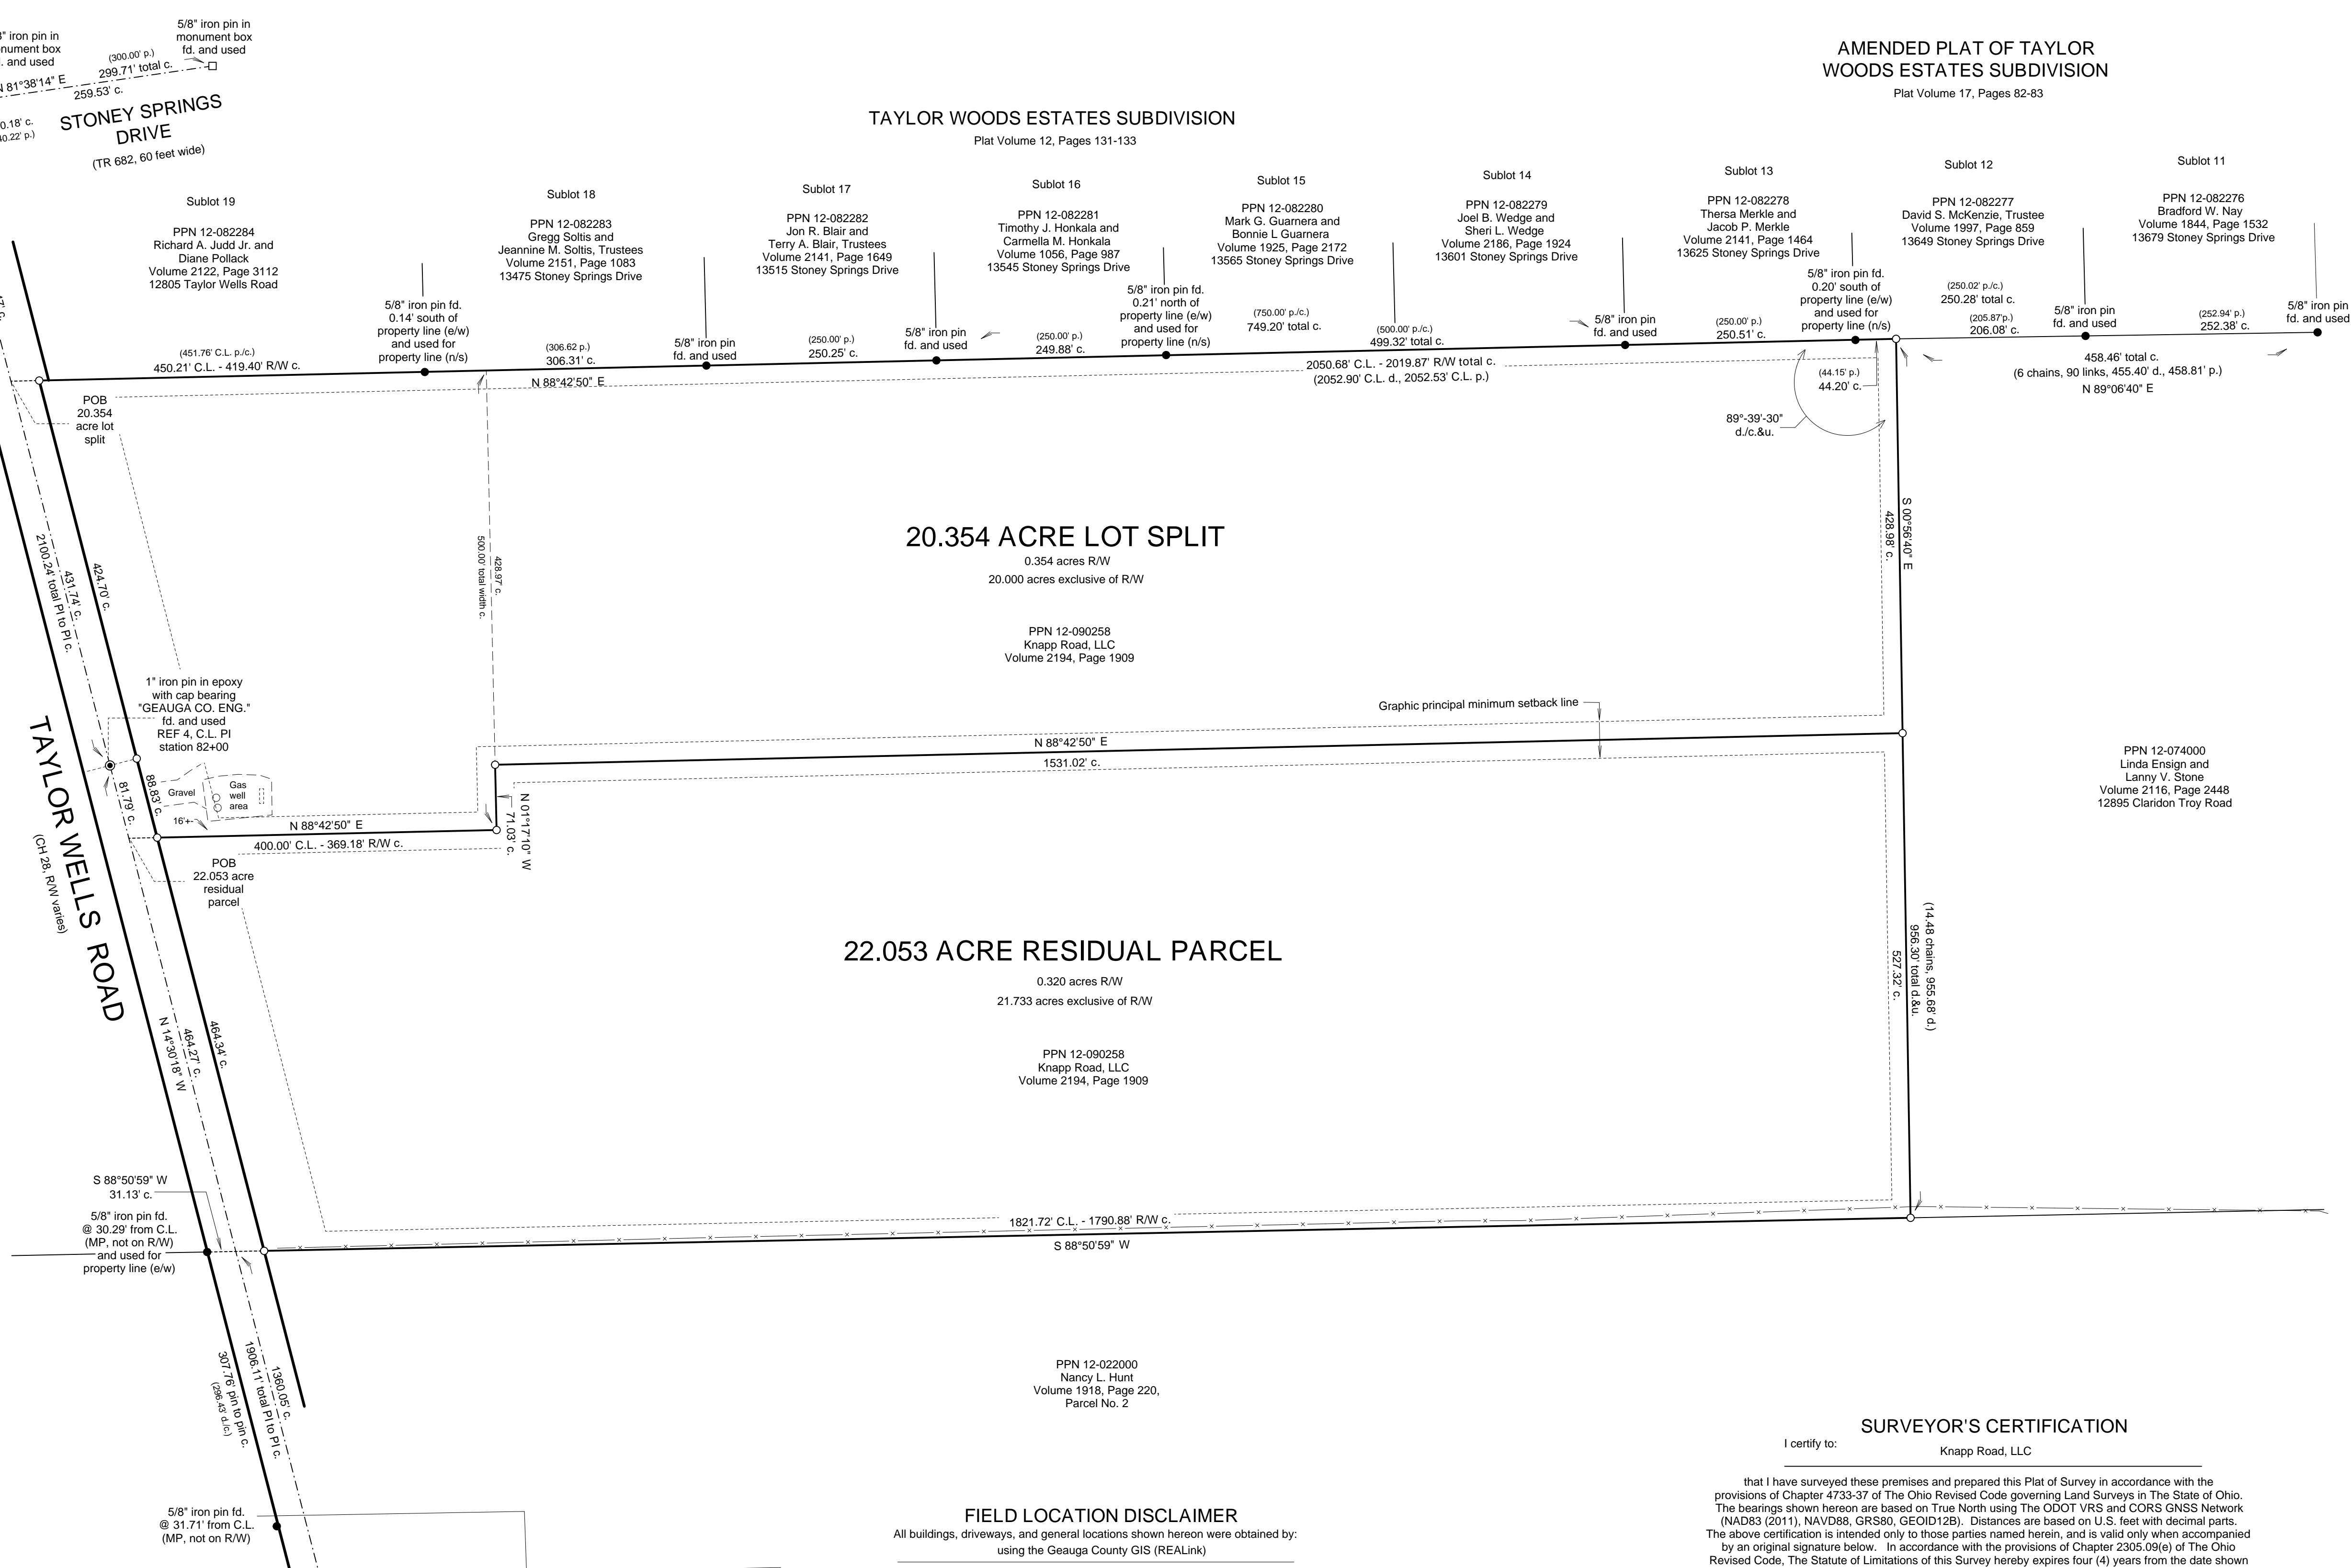 5/8" iron pin in
monument box
fd. and used
(300.00' p.)
299.71' total c.
N 81°38'14" E
259.53' c.
STONEY SPRINGS
DRIVE
(TR 682, 60 feet wide)
AMENDED PLAT OF TAYLOR
WOODS ESTATES SUBDIVISION
Plat Volume 17, Pages 82-83
TAYLOR WOODS ESTATES SUBDIVISION
Plat Volume 12, Pages 131-133
Sublot 19
PPN 12-082284
Richard A. Judd Jr. and
Diane Pollack
Volume 2122, Page 3112
12805 Taylor Wells Road
Sublot 18
PPN 12-082283
Gregg Soltis and
Jeannine M. Soltis, Trustees
Volume 2151, Page 1083
13475 Stoney Springs Drive
Sublot 17
PPN 12-082282
Jon R. Blair and
Terry A. Blair, Trustees
Volume 2141, Page 1649
13515 Stoney Springs Drive
Sublot 16
PPN 12-082281
Timothy J. Honkala and
Carmella M. Honkala
Volume 1056, Page 987
13545 Stoney Springs Drive
Sublot 15
PPN 12-082280
Mark G. Guarnera and
Bonnie L Guarnera
Volume 1925, Page 2172
13565 Stoney Springs Drive
Sublot 14
PPN 12-082279
Joel B. Wedge and
Sheri L. Wedge
Volume 2186, Page 1924
13601 Stoney Springs Drive
Sublot 13
PPN 12-082278
Thersa Merkle and
Jacob P. Merkle
Volume 2141, Page 1464
13625 Stoney Springs Drive
Sublot 12
PPN 12-082277
David S. McKenzie, Trustee
Volume 1997, Page 859
13649 Stoney Springs Drive
Sublot 11
PPN 12-082276
Bradford W. Nay
Volume 1844, Page 1532
13679 Stoney Springs Drive
(451.76' C.L. p./c.)
450.21' C.L. - 419.40' R/W c.
5/8" iron pin fd.
0.14' south of
property line (e/w)
and used for
property line (n/s)
(306.62 p.)
306.31' c.
5/8" iron pin
fd. and used
(250.00' p.)
250.25' c.
5/8" iron pin
fd. and used
(250.00' p.)
249.88' c.
5/8" iron pin fd.
0.21' north of
property line (e/w)
and used for
property line (n/s)
(750.00' p./c.)
749.20' total c.
(500.00' p./c.)
499.32' total c.
5/8" iron pin
fd. and used
(250.00' p.)
250.51' c.
5/8" iron pin fd.
0.20' south of
property line (e/w)
and used for
property line (n/s)
(250.02' p./c.)
250.28' total c.
(205.87'p.)
206.08' c.
5/8" iron pin
fd. and used
(252.94' p.)
252.38' c.
5/8" iron pin
fd. and used
N 88°42'50" E
2050.68' C.L. - 2019.87' R/W total c.
(2052.90' C.L. d., 2052.53' C.L. p.)
(44.15' p.)
44.20' c.
89°-39'-30"
d./c.&u.
458.46' total c.
(6 chains, 90 links, 455.40' d., 458.81' p.)
N 89°06'40" E
POB
20.354
acre lot
split
2100.24' total PI to PI c.
431.74' c.
424.70' c.
428.97' c.
500.00' total width c.
20.354 ACRE LOT SPLIT
0.354 acres R/W
20.000 acres exclusive of R/W
PPN 12-090258
Knapp Road, LLC
Volume 2194, Page 1909
S 00°56'40" E
428.98' c.
1" iron pin in epoxy
with cap bearing
"GEAUGA CO. ENG."
fd. and used
REF 4, C.L. PI
station 82+00
Graphic principal minimum setback line
N 88°42'50" E
1531.02' c.
PPN 12-074000
Linda Ensign and
Lanny V. Stone
Volume 2116, Page 2448
12895 Claridon Troy Road
TAYLOR WELLS ROAD
(CH 28, R/W varies)
81.79' c.
88.83' c.
Gravel
Gas
well
area
16'+-
N 88°42'50" E
400.00' C.L. - 369.18' R/W c.
N 01°17'10" W
71.03' c.
POB
22.053 acre
residual
parcel
22.053 ACRE RESIDUAL PARCEL
0.320 acres R/W
21.733 acres exclusive of R/W
PPN 12-090258
Knapp Road, LLC
Volume 2194, Page 1909
(14.48 chains, 955.68' d.)
956.30' total d.&u.
527.32' c.
464.34' c.
464.27' c.
N 14°30'18" W
S 88°50'59" W
31.13' c.
5/8" iron pin fd.
@ 30.29' from C.L.
(MP, not on R/W)
and used for
property line (e/w)
1821.72' C.L. - 1790.88' R/W c.
S 88°50'59" W
307.76' pin to pin c.
(296.43' d./c.)
1906.11' total PI to PI c.
1360.05' c.
PPN 12-022000
Nancy L. Hunt
Volume 1918, Page 220,
Parcel No. 2
5/8" iron pin fd.
@ 31.71' from C.L.
(MP, not on R/W)
FIELD LOCATION DISCLAIMER
All buildings, driveways, and general locations shown hereon were obtained by:
using the Geauga County GIS (REALink)
SURVEYOR'S CERTIFICATION
I certify to:
Knapp Road, LLC
that I have surveyed these premises and prepared this Plat of Survey in accordance with the
provisions of Chapter 4733-37 of The Ohio Revised Code governing Land Surveys in The State of Ohio.
The bearings shown hereon are based on True North using The ODOT VRS and CORS GNSS Network
(NAD83 (2011), NAVD88, GRS80, GEOID12B). Distances are based on U.S. feet with decimal parts.
The above certification is intended only to those parties named herein, and is valid only when accompanied
by an original signature below. In accordance with the provisions of Chapter 2305.09(e) of The Ohio
Revised Code, The Statute of Limitations of this Survey hereby expires four (4) years from the date shown